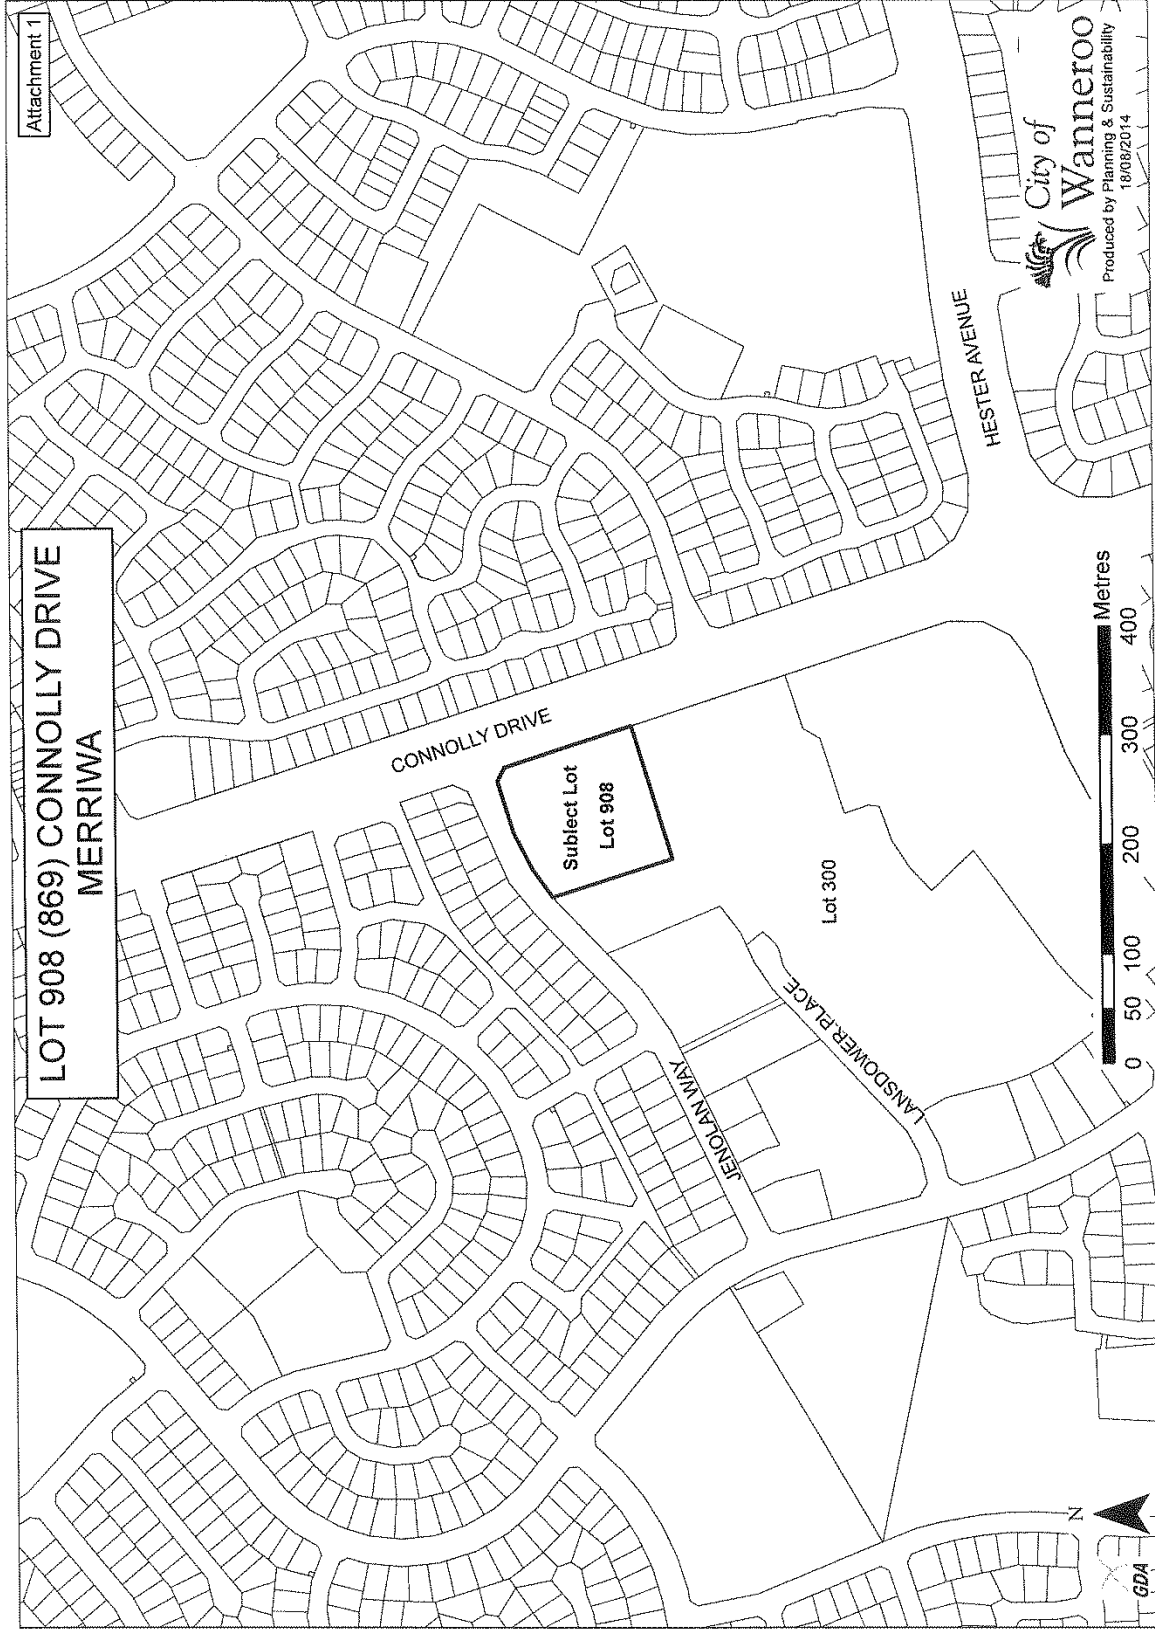 Attachment 1
LOT 908 (869) CONNOLLY DRIVE
MERRIWA
CONNOLLY DRIVE
Subject Lot
Lot 908
Lot 300
JENOLAN WAY
LANSDOWER PLACE
HESTER AVENUE
City of
Wanneroo
Produced by Planning & Sustainability
18/08/2014
Metres
0 50 100 200 300 400
N
GDA